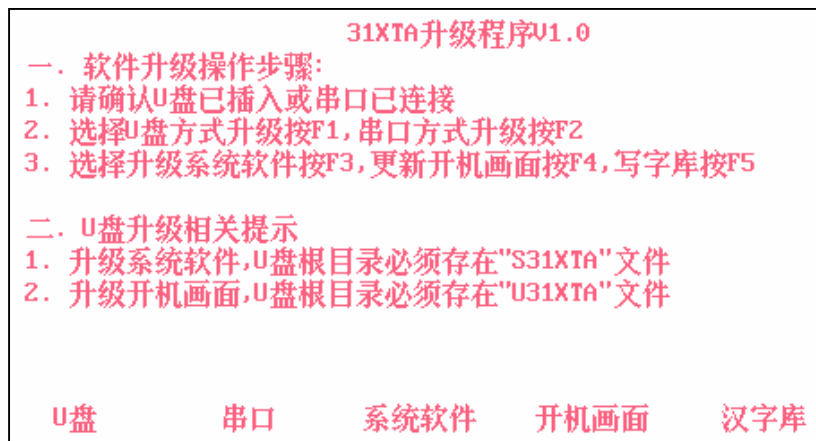 31XTA升级程序V1.0
一. 软件升级操作步骤:
1. 请确认U盘已插入或串口已连接
2. 选择U盘方式升级按F1,串口方式升级按F2
3. 选择升级系统软件按F3,更新开机画面按F4,写字库按F5
二. U盘升级相关提示
1. 升级系统软件,U盘根目录必须存在"S31XTA"文件
2. 升级开机画面,U盘根目录必须存在"U31XTA"文件
U盘 串口 系统软件 开机画面 汉字库